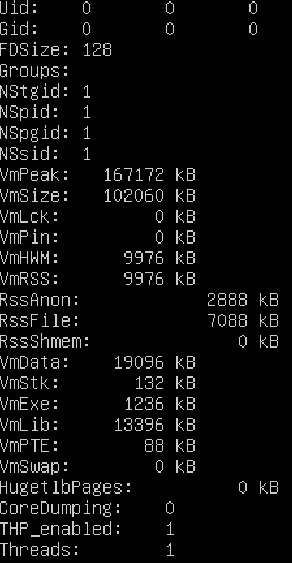 Uid:	0	0	0
Gid:	0	0	0
FDSize: 128
Groups:
NStgid: 1
NSpid:  1
NSpgid: 1
NSsid:  1
VmPeak:   167172 kB
VmSize:   102060 kB
VmLck:         0 kB
VmPin:         0 kB
VmHWM:      9976 kB
VmRSS:      9976 kB
RssAnon:            2888 kB
RssFile:            7088 kB
RssShmem:              0 kB
VmData:    19096 kB
VmStk:       132 kB
VmExe:      1236 kB
VmLib:     13396 kB
VmPTE:        88 kB
VmSwap:        0 kB
HugetlbPages:          0 kB
CoreDumping:    0
THP_enabled:    1
Threads:        1